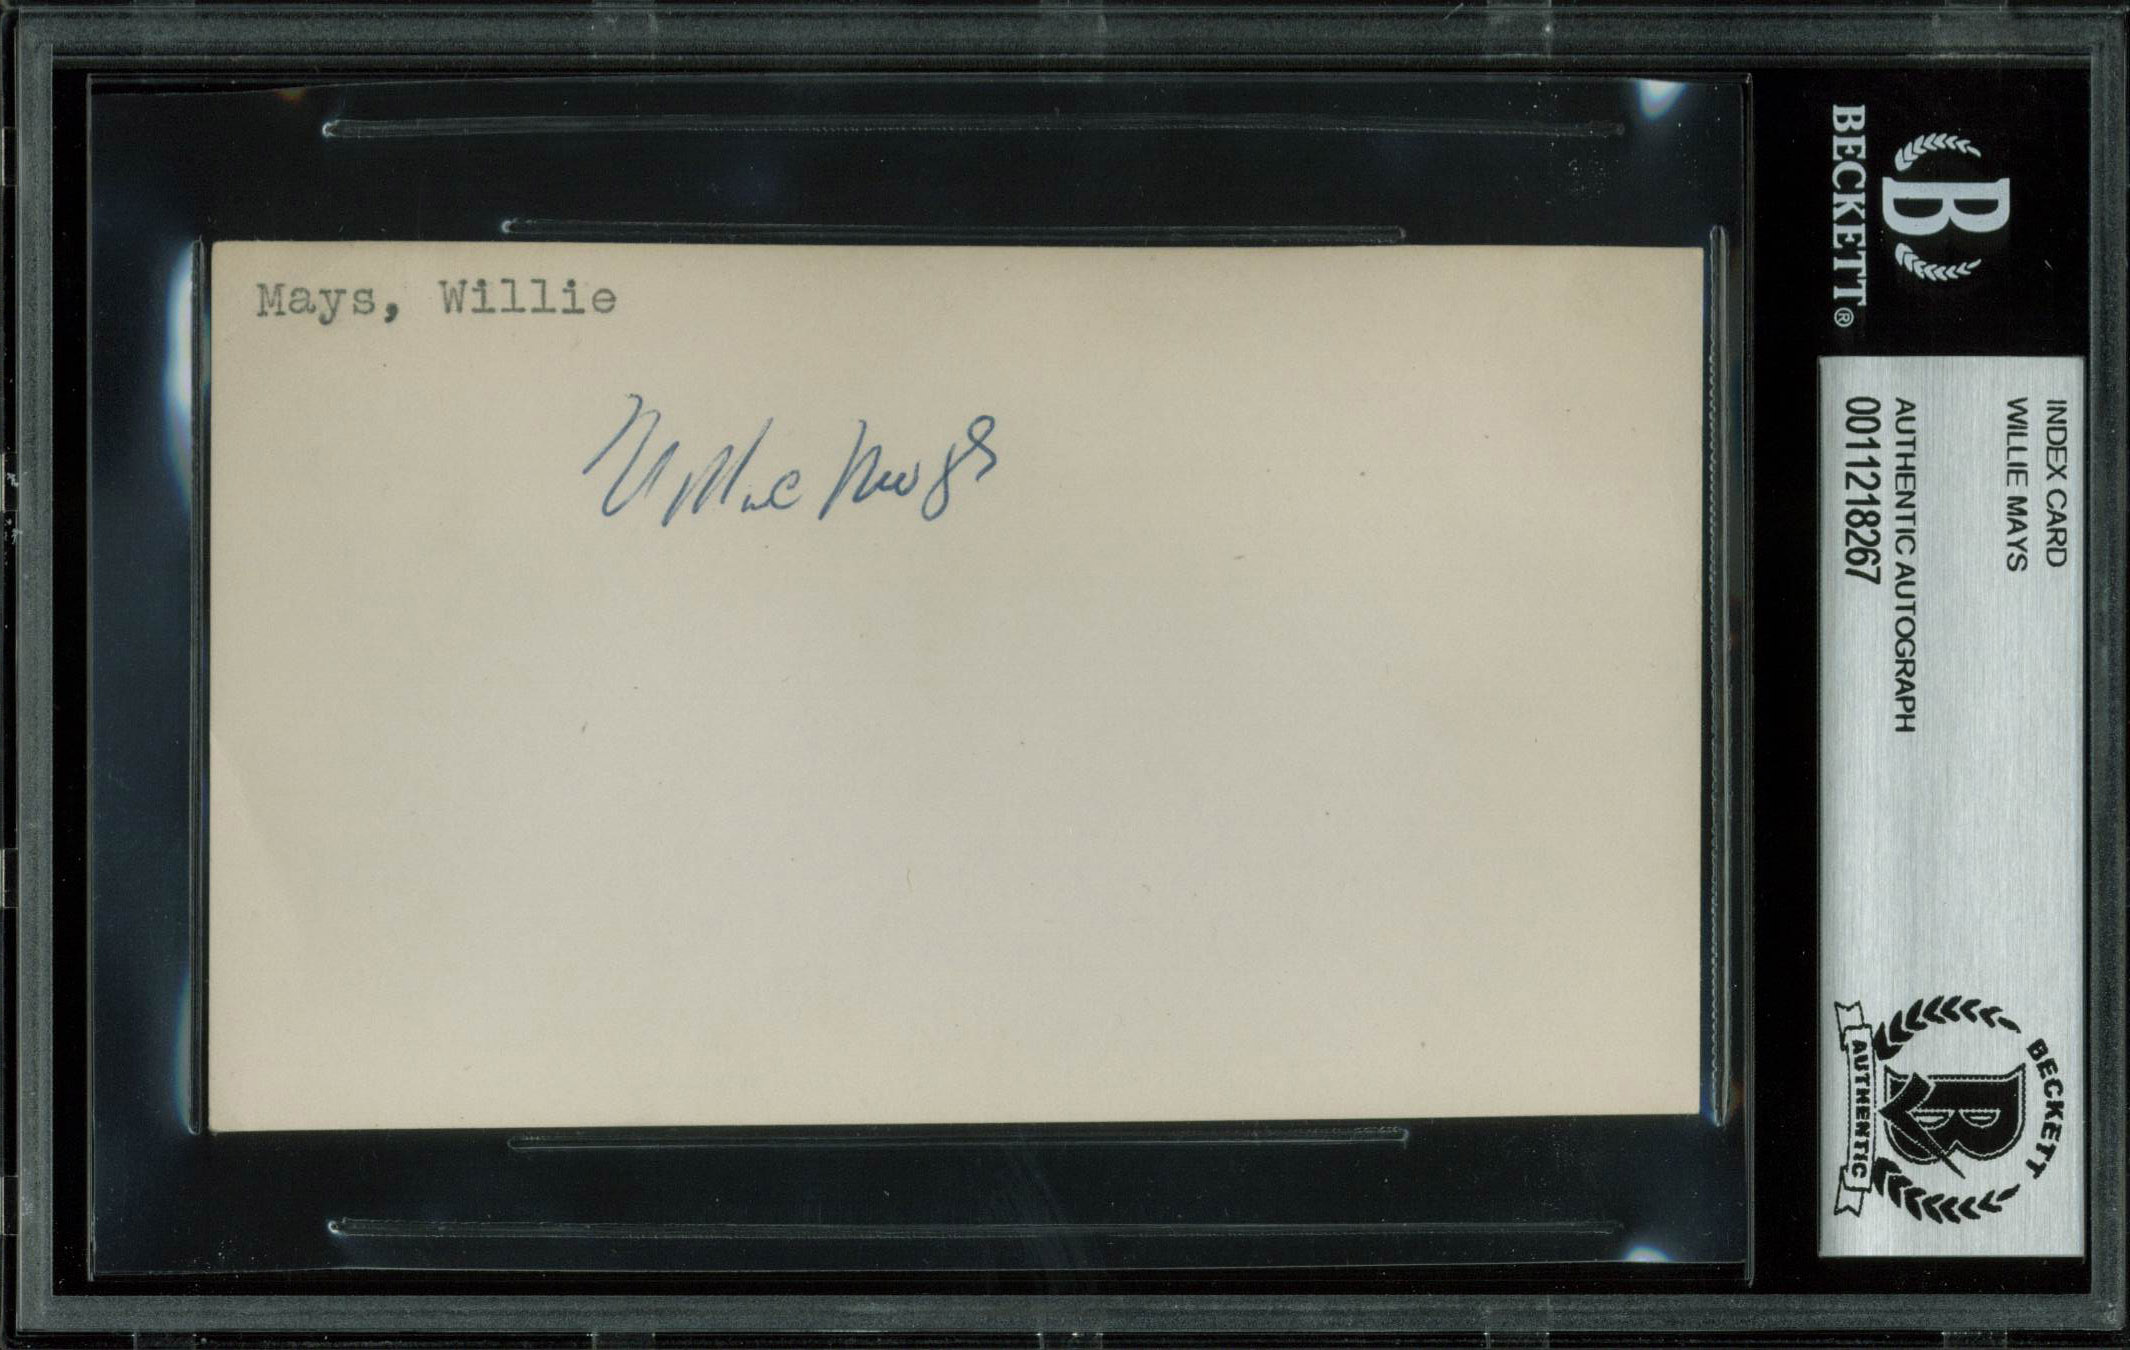 Mays, Willie
Willie Mays
BECKETT®
B
INDEX CARD
WILLIE MAYS
AUTHENTIC AUTOGRAPH
0011218267
BECKETT
B
AUTHENTIC